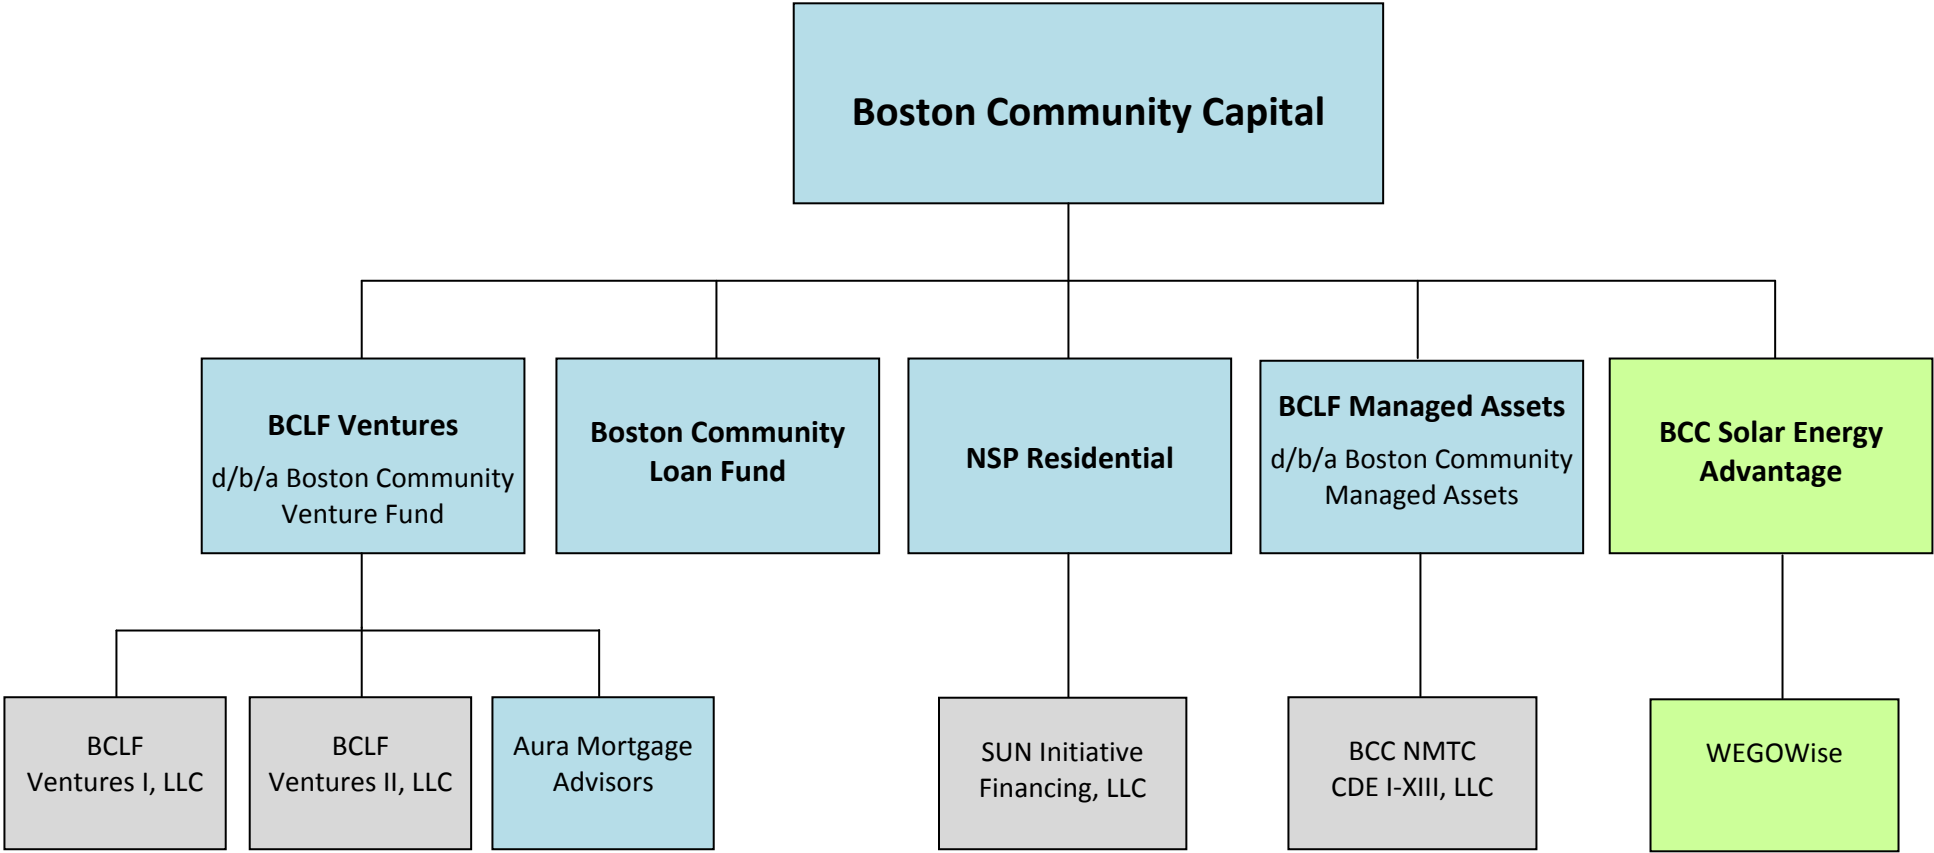 Boston Community Capital
BCLF Ventures
d/b/a Boston Community
Venture Fund
Boston Community
Loan Fund
NSP Residential
BCLF Managed Assets
d/b/a Boston Community
Managed Assets
BCC Solar Energy
Advantage
BCLF
Ventures I, LLC
BCLF
Ventures II, LLC
Aura Mortgage
Advisors
SUN Initiative
Financing, LLC
BCC NMTC
CDE I-XIII, LLC
WEGOWise